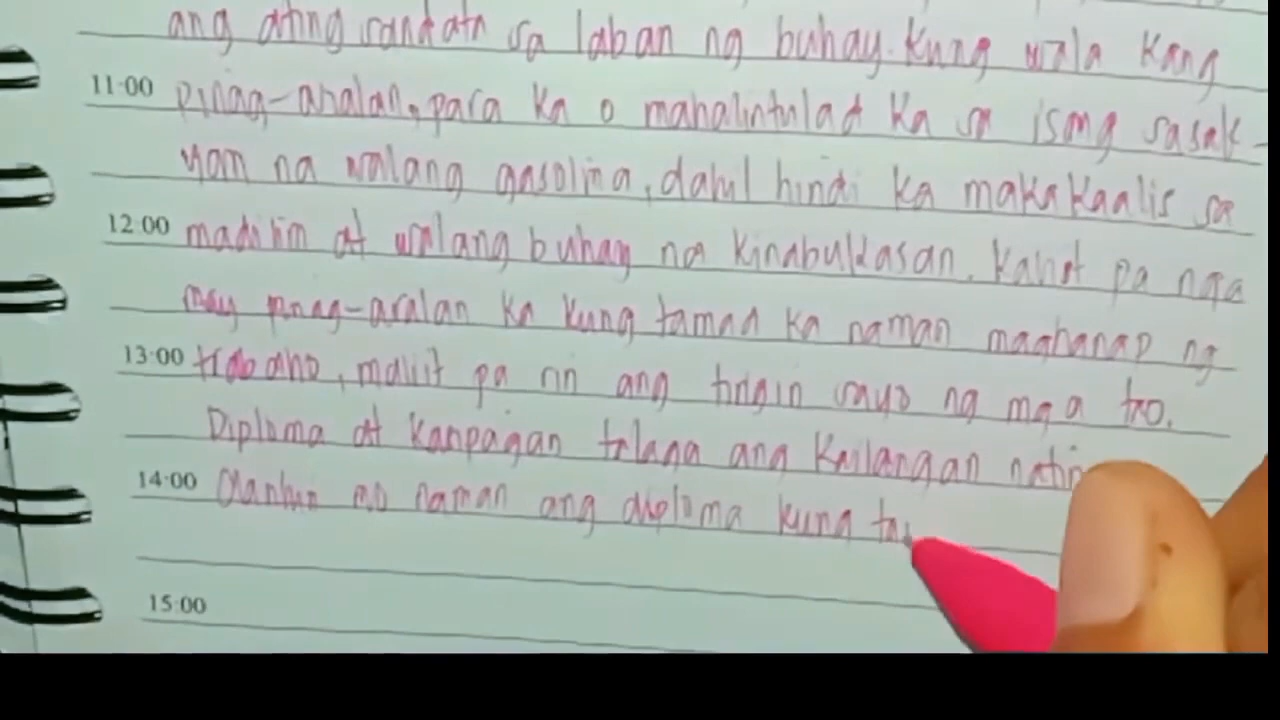 ang ating sandata sa laban ng buhay. Kung wala kang
11:00 pinag-aralan, para ka o mahalintulad ka sa isang sasak-
yan na walang gasolina, dahil hindi ka makakaalis sa
12:00 madilim at walang buhay na kinabukasan. Kahit pa nga
may pinag-aralan ka kung tamad ka naman maghanap ng
13:00 trabaho, maliit pa rin ang tingin sayo ng mga tao.
Diploma at kanpagan talaga ang kailangan natin
14:00 mo naman ang diploma kung ta
15:00